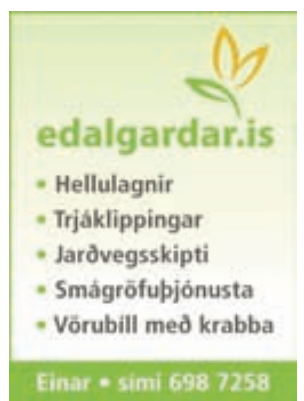 edalgardar.is
• Hellulagnir
• Trjáklippingar
• Jarðvegsskipti
• Smágröfuþjónusta
• Vörubíll með krabba
Einar • sími 698 7258